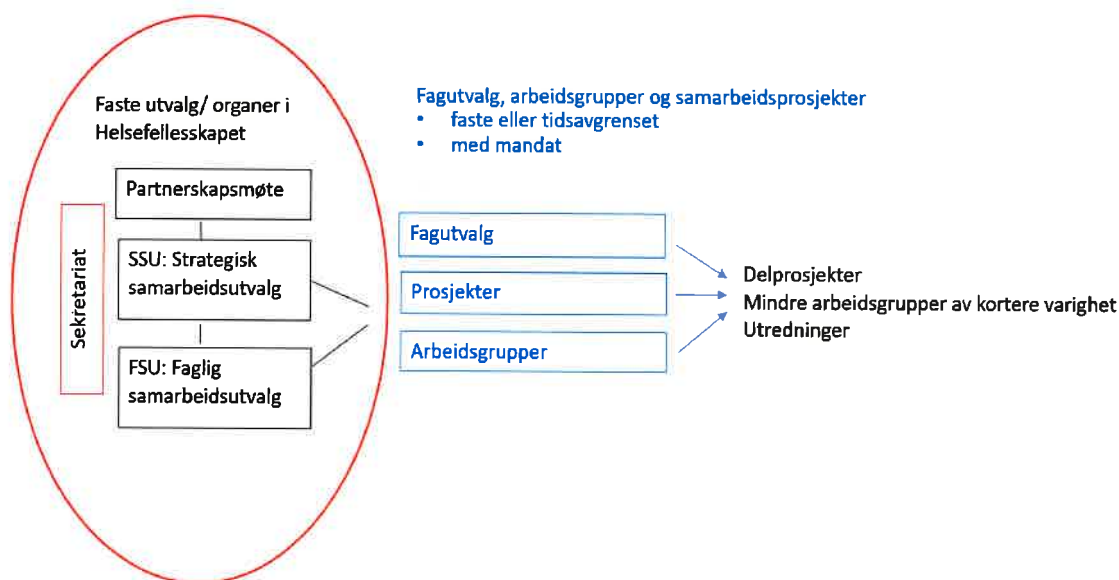 Faste utvalg/ organer i
Helsefellesskapet
Partnerskapsmøte
Sekretariat
SSU: Strategisk
samarbeidsutvalg
FSU: Faglig
samarbeidsutvalg
Fagutvalg, arbeidsgrupper og samarbeidsprosjekter
• faste eller tidsavgrenset
• med mandat
Fagutvalg
Prosjekter
Arbeidsgrupper
Delprosjekter
Mindre arbeidsgrupper av kortere varighet
Utredninger